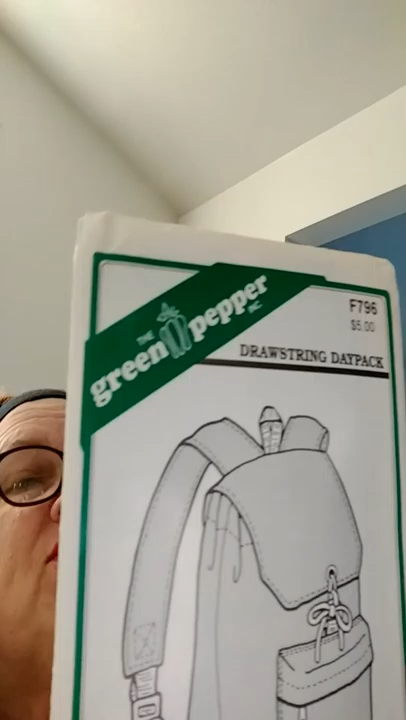 THE
green pepper INC.
F796
$5.00
DRAWSTRING DAYPACK